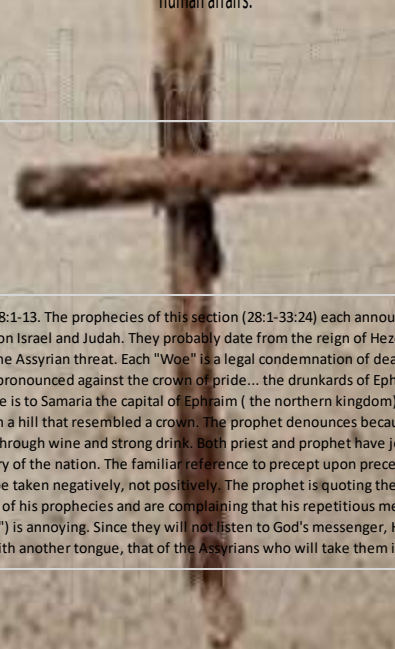 human affairs.
8:1-13. The prophecies of this section (28:1-33:24) each annou
on Israel and Judah. They probably date from the reign of Hez
he Assyrian threat. Each "Woe" is a legal condemnation of dea
pronounced against the crown of pride... the drunkards of Eph
e is to Samaria the capital of Ephraim ( the northern kingdom)
n a hill that resembled a crown. The prophet denounces becau
hrough wine and strong drink. Both priest and prophet have j
y of the nation. The familiar reference to precept upon prece
e taken negatively, not positively. The prophet is quoting the
of his prophecies and are complaining that his repetitious me
") is annoying. Since they will not listen to God's messenger, H
ith another tongue, that of the Assyrians who will take them i